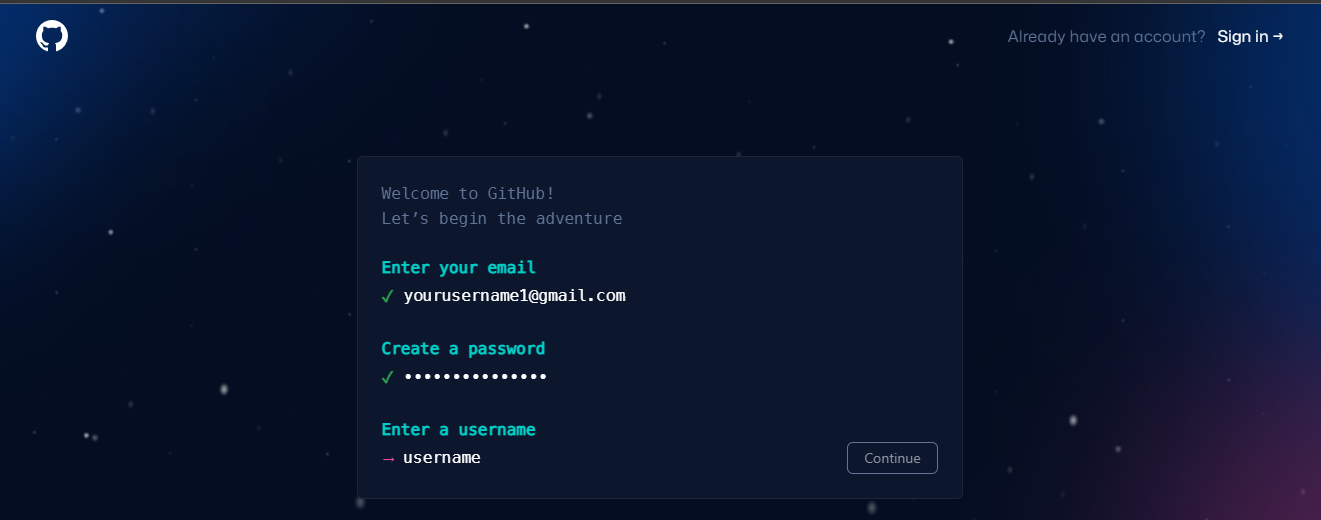 Already have an account? Sign in →
Welcome to GitHub!
Let’s begin the adventure
Enter your email
✓ yourusername1@gmail.com
Create a password
✓ •••••••••••••••
Enter a username
→ username
Continue